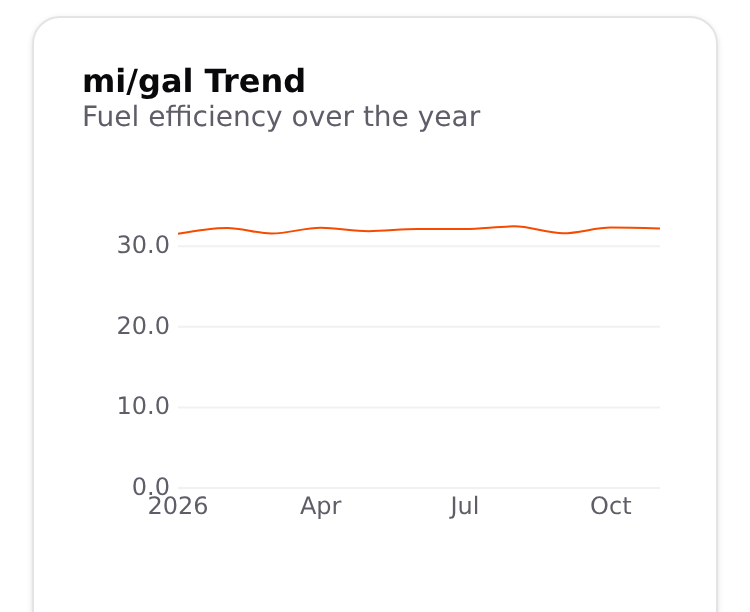 mi/gal Trend
Fuel efficiency over the year
30.0
20.0
10.0
0.0
2026 Apr Jul Oct